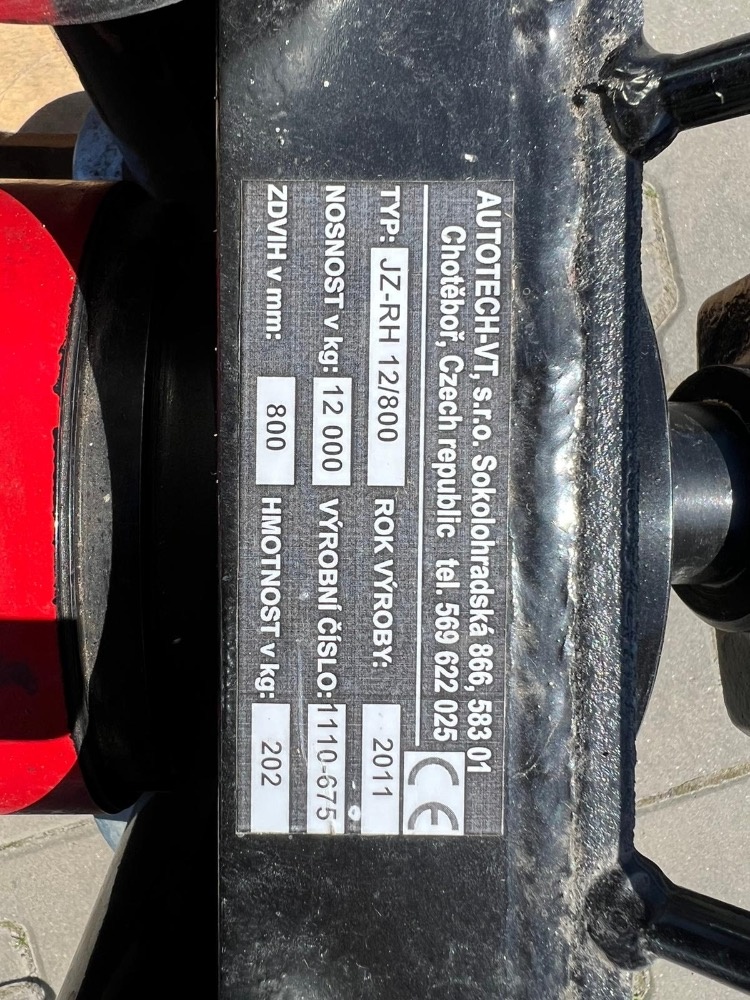 AUTOTECH-VT, s.r.o. Sokolohradská 866, 583 01
Chotěboř, Czech republic tel. 569 622 025
CE
TYP: JZ-RH 12/800 ROK VÝROBY: 2011
NOSNOST v kg: 12 000 VÝROBNÍ ČÍSLO: 1110-675
ZDVIH v mm: 800 HMOTNOST v kg: 202